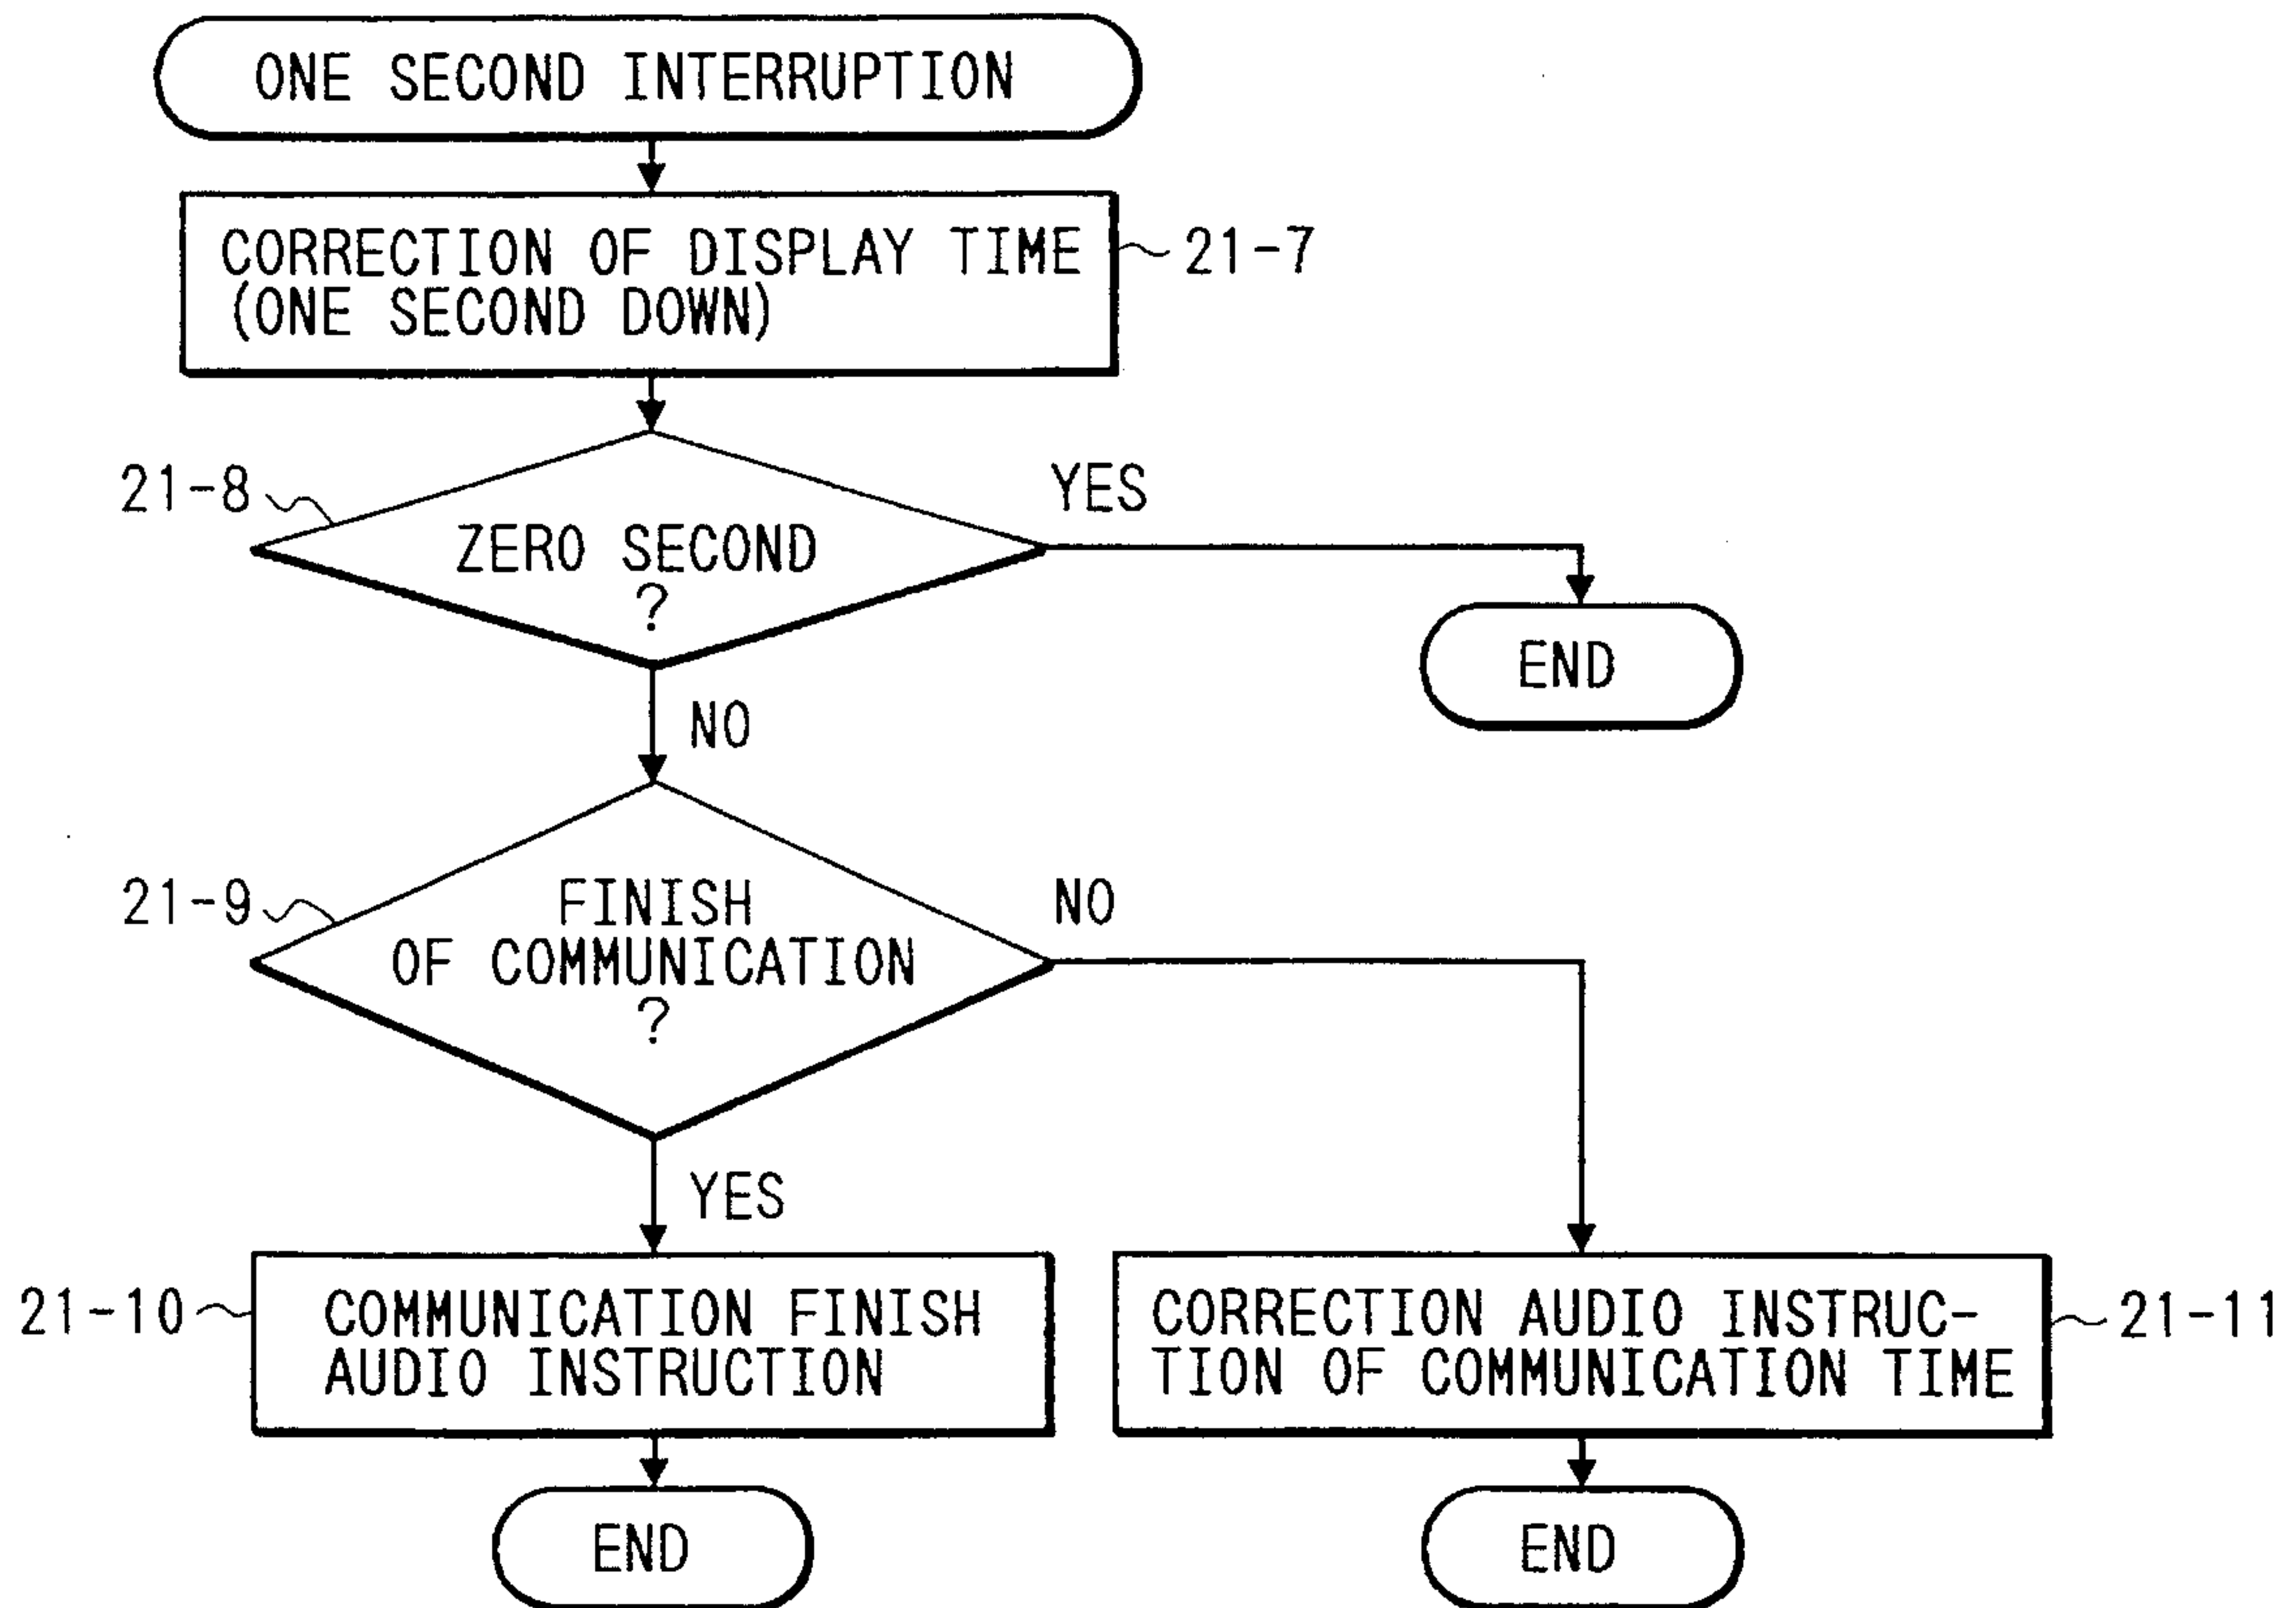 ONE SECOND INTERRUPTION
CORRECTION OF DISPLAY TIME
(ONE SECOND DOWN)
21-7
21-8
ZERO SECOND
?
YES
END
NO
21-9
FINISH
OF COMMUNICATION
?
NO
YES
21-10
COMMUNICATION FINISH
AUDIO INSTRUCTION
CORRECTION AUDIO INSTRUC-
TION OF COMMUNICATION TIME
21-11
END
END